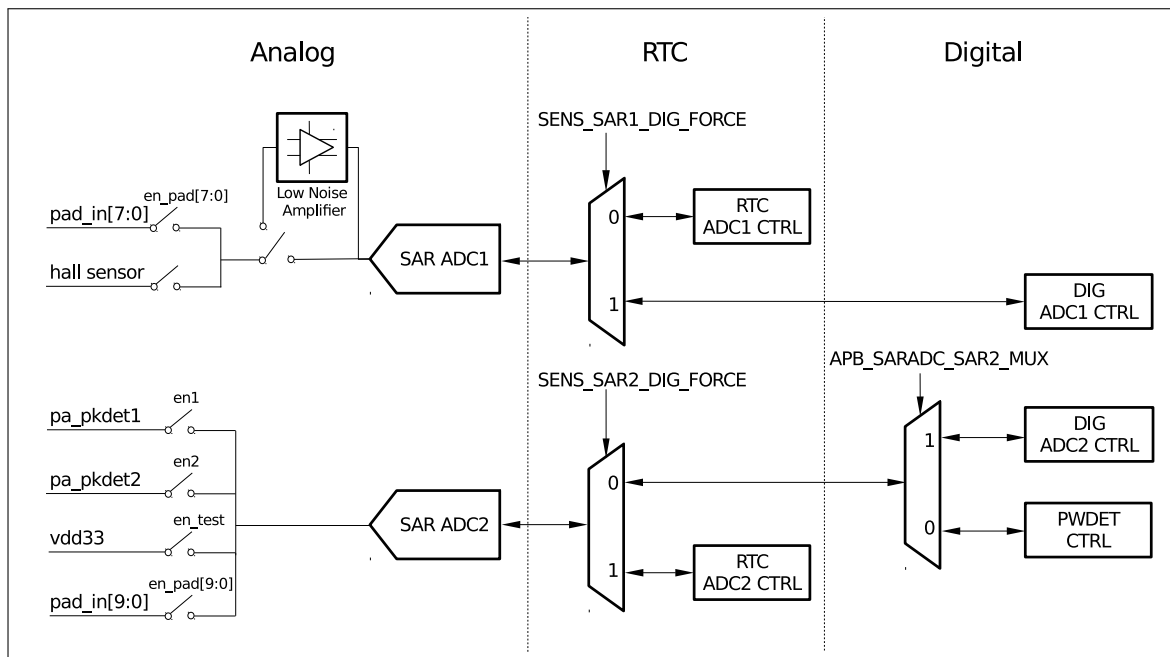 Analog
RTC
Digital
SENS_SAR1_DIG_FORCE
en_pad[7:0]
Low Noise
Amplifier
pad_in[7:0]
hall sensor
SAR ADC1
0
1
RTC
ADC1 CTRL
DIG
ADC1 CTRL
SENS_SAR2_DIG_FORCE
APB_SARADC_SAR2_MUX
en1
pa_pkdet1
en2
pa_pkdet2
en_test
vdd33
en_pad[9:0]
pad_in[9:0]
SAR ADC2
0
1
RTC
ADC2 CTRL
1
0
DIG
ADC2 CTRL
PWDET
CTRL